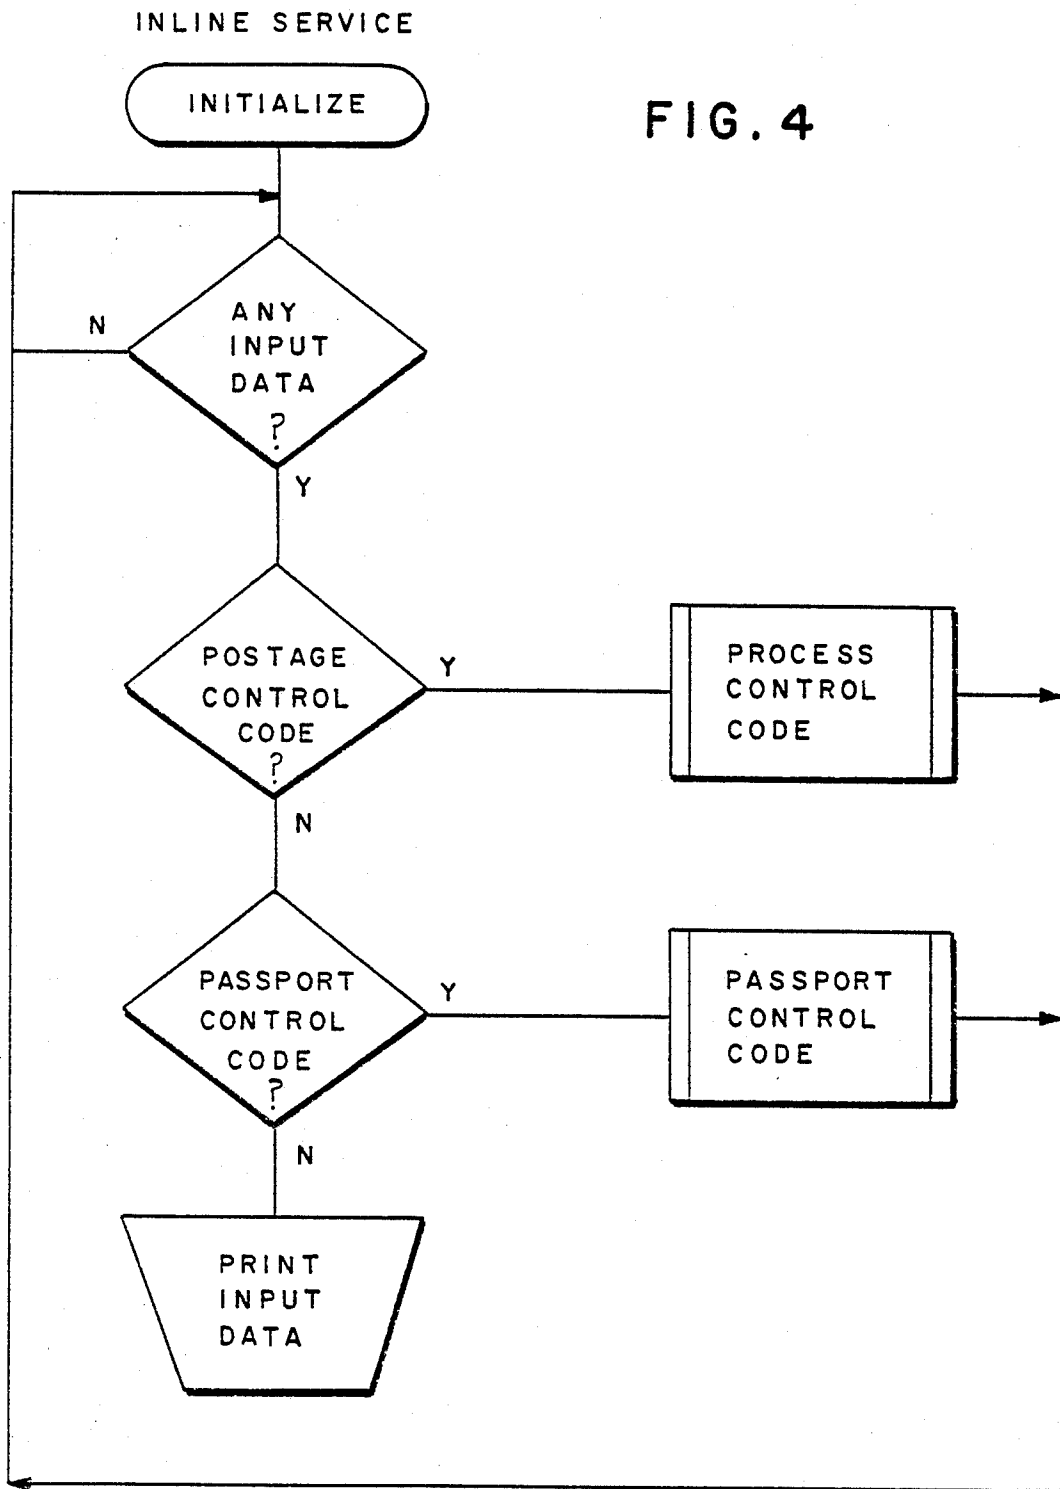 INLINE SERVICE
INITIALIZE
FIG. 4
N
ANY
INPUT
DATA
?
Y
POSTAGE
CONTROL
CODE
?
Y
PROCESS
CONTROL
CODE
N
PASSPORT
CONTROL
CODE
?
Y
PASSPORT
CONTROL
CODE
N
PRINT
INPUT
DATA